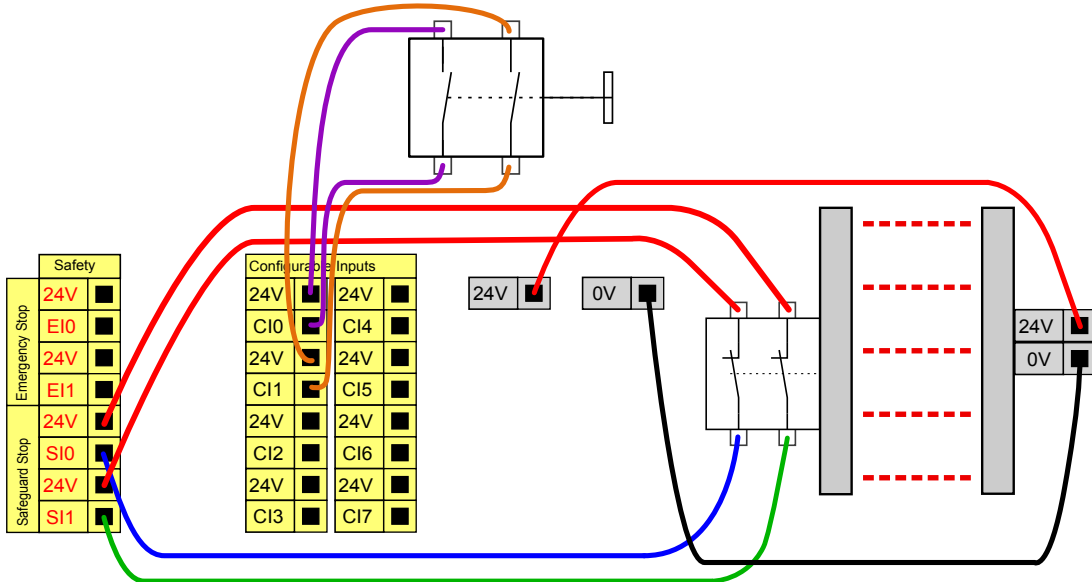 Safety
Emergency Stop
24V
EI0
24V
EI1
Safeguard Stop
24V
SI0
24V
SI1
Configurable Inputs
24V 24V
CI0 CI4
24V 24V
CI1 CI5
24V 24V
CI2 CI6
24V 24V
CI3 CI7
24V
0V
24V
0V